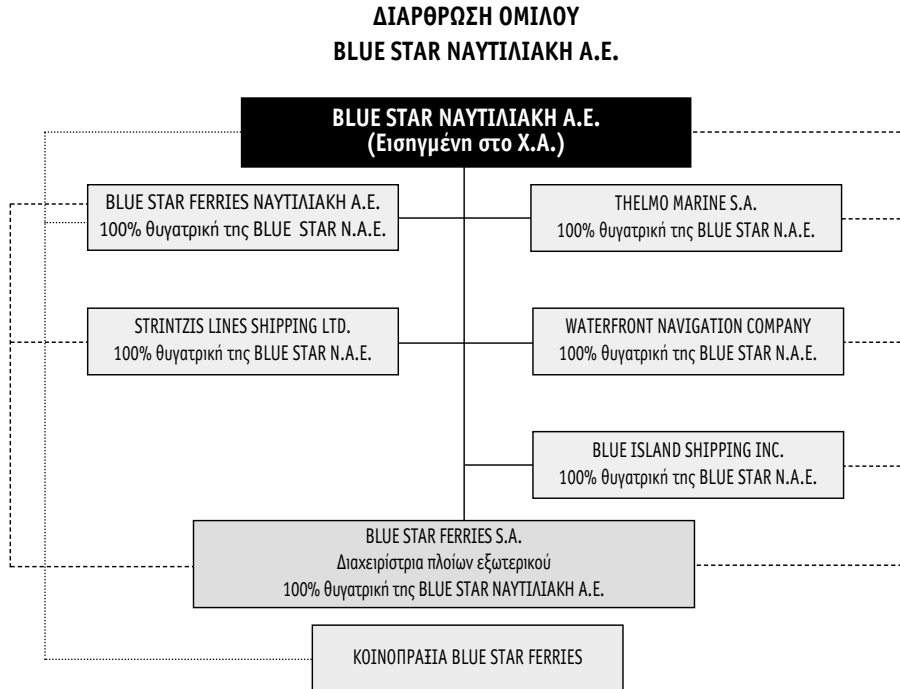 ΔΙΑΡΘΡΩΣΗ ΟΜΙΛΟΥ
BLUE STAR ΝΑΥΤΙΛΙΑΚΗ Α.Ε.
BLUE STAR ΝΑΥΤΙΛΙΑΚΗ Α.Ε.
(Εισηγμένη στο Χ.Α.)
BLUE STAR FERRIES ΝΑΥΤΙΛΙΑΚΗ Α.Ε.
100% θυγατρική της BLUE STAR N.A.E.
THELMO MARINE S.A.
100% θυγατρική της BLUE STAR N.A.E.
STRINTZIS LINES SHIPPING LTD.
100% θυγατρική της BLUE STAR N.A.E.
WATERFRONT NAVIGATION COMPANY
100% θυγατρική της BLUE STAR N.A.E.
BLUE ISLAND SHIPPING INC.
100% θυγατρική της BLUE STAR N.A.E.
BLUE STAR FERRIES S.A.
Διαχειρίστρια πλοίων εξωτερικού
100% θυγατρική της BLUE STAR ΝΑΥΤΙΛΙΑΚΗ Α.Ε.
ΚΟΙΝΟΠΡΑΞΙΑ BLUE STAR FERRIES